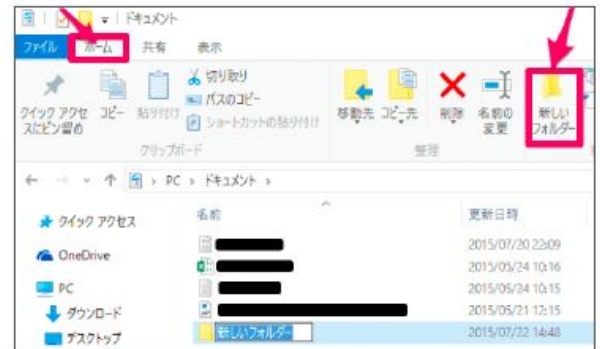 ドキュメント
ファイル ホーム 共有 表示
クイック アクセスにピン留め
コピー
貼り付け
切り取り
パスのコピー
ショートカットの貼り付け
クリップボード
移動先 コピー先 削除 名前の変更
整理
新しいフォルダー
PC › ドキュメント ›
クイック アクセス
OneDrive
PC
ダウンロード
デスクトップ
名前 更新日時
2015/07/20 22:09
2015/05/24 10:16
2015/05/24 10:15
2015/05/21 12:15
新しいフォルダー 2015/07/22 14:48